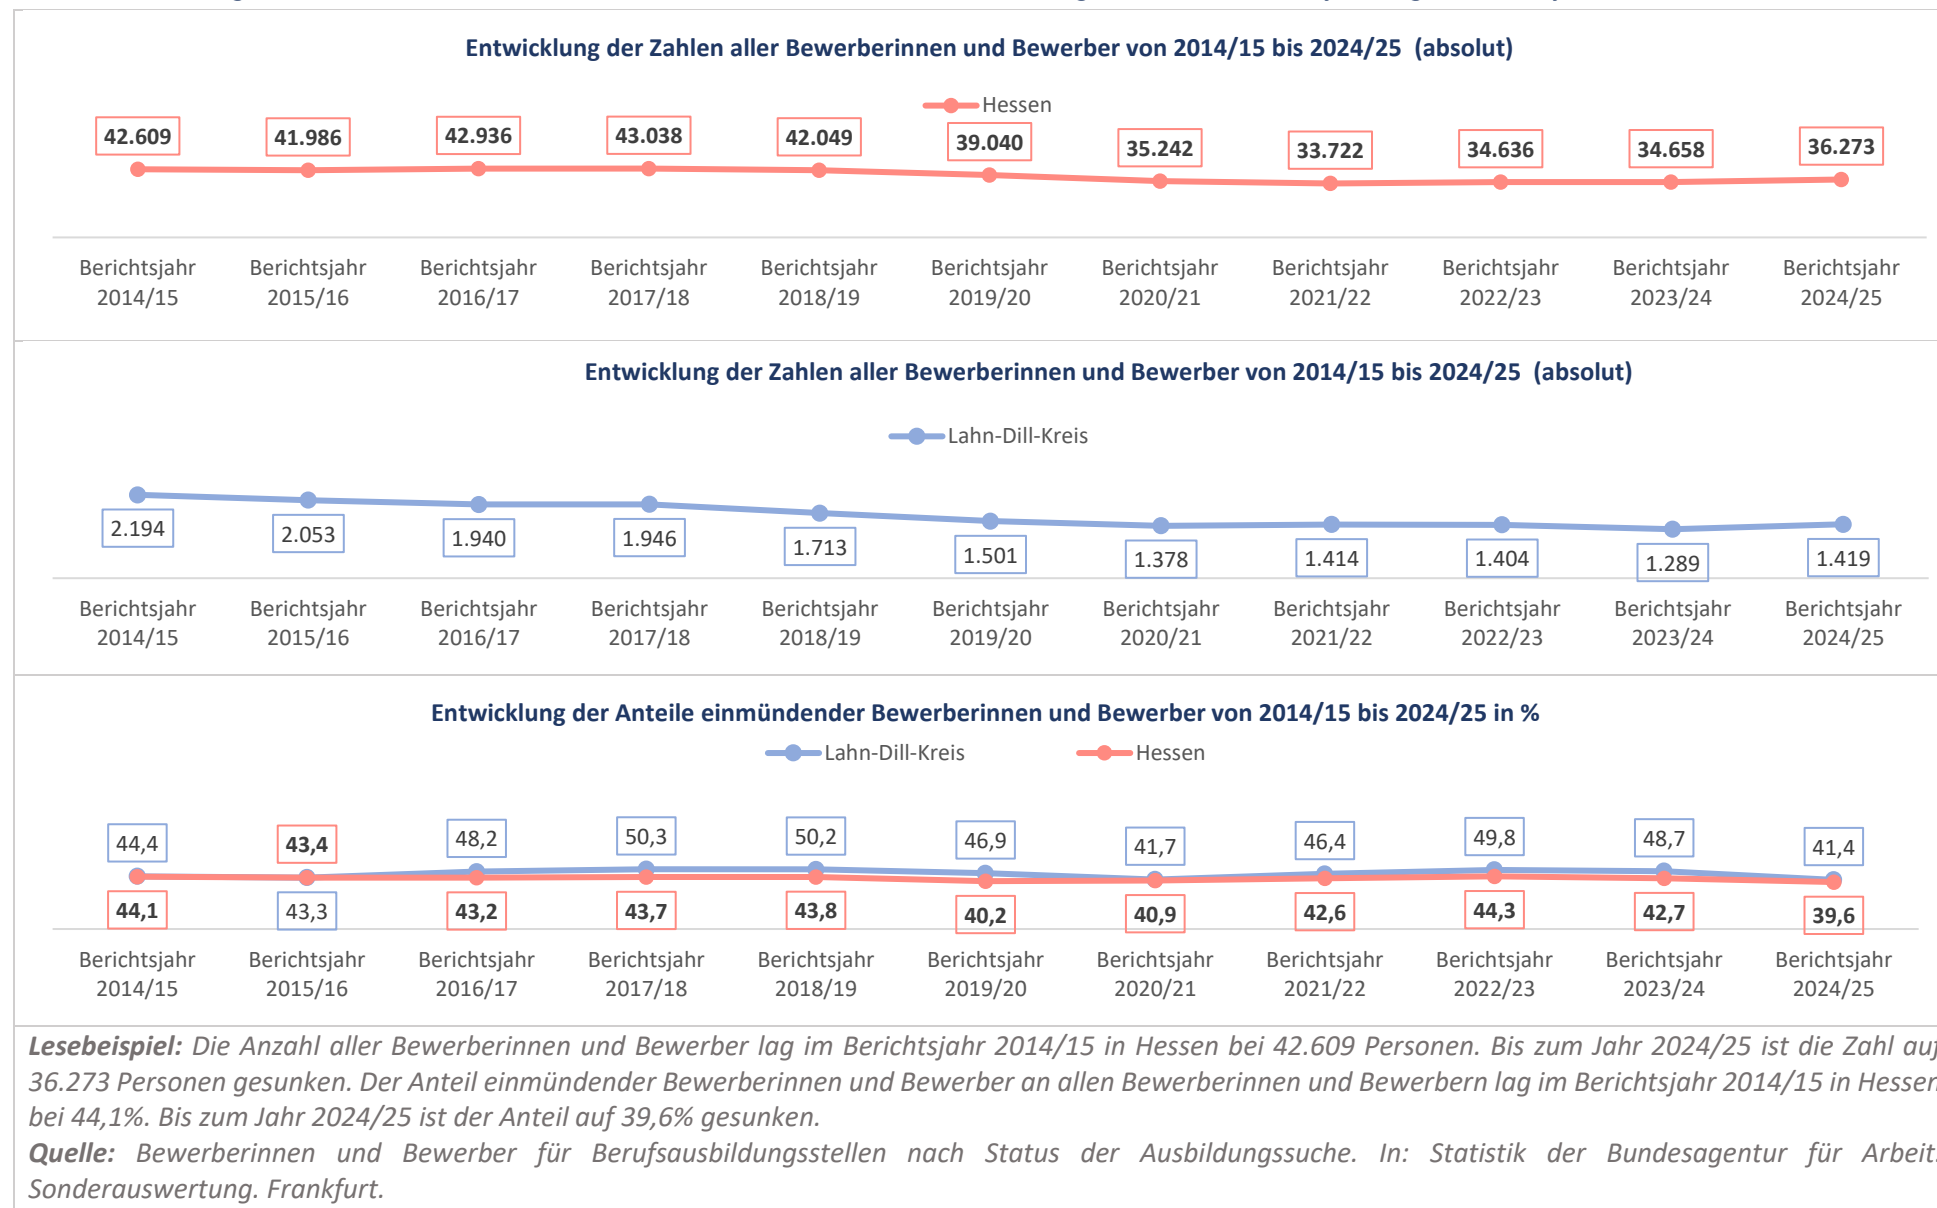 Entwicklung der Zahlen aller Bewerberinnen und Bewerber von 2014/15 bis 2024/25 (absolut)
Hessen
42.609 41.986 42.936 43.038 42.049 39.040 35.242 33.722 34.636 34.658 36.273
Berichtsjahr Berichtsjahr Berichtsjahr Berichtsjahr Berichtsjahr Berichtsjahr Berichtsjahr Berichtsjahr Berichtsjahr Berichtsjahr Berichtsjahr
2014/15 2015/16 2016/17 2017/18 2018/19 2019/20 2020/21 2021/22 2022/23 2023/24 2024/25
Entwicklung der Zahlen aller Bewerberinnen und Bewerber von 2014/15 bis 2024/25 (absolut)
Lahn-Dill-Kreis
2.194 2.053 1.940 1.946 1.713 1.501 1.378 1.414 1.404 1.289 1.419
Berichtsjahr Berichtsjahr Berichtsjahr Berichtsjahr Berichtsjahr Berichtsjahr Berichtsjahr Berichtsjahr Berichtsjahr Berichtsjahr Berichtsjahr
2014/15 2015/16 2016/17 2017/18 2018/19 2019/20 2020/21 2021/22 2022/23 2023/24 2024/25
Entwicklung der Anteile einmündender Bewerberinnen und Bewerber von 2014/15 bis 2024/25 in %
Lahn-Dill-Kreis Hessen
44,4 43,4 48,2 50,3 50,2 46,9 41,7 46,4 49,8 48,7 41,4
44,1 43,3 43,2 43,7 43,8 40,2 40,9 42,6 44,3 42,7 39,6
Berichtsjahr Berichtsjahr Berichtsjahr Berichtsjahr Berichtsjahr Berichtsjahr Berichtsjahr Berichtsjahr Berichtsjahr Berichtsjahr Berichtsjahr
2014/15 2015/16 2016/17 2017/18 2018/19 2019/20 2020/21 2021/22 2022/23 2023/24 2024/25
Lesebeispiel: Die Anzahl aller Bewerberinnen und Bewerber lag im Berichtsjahr 2014/15 in Hessen bei 42.609 Personen. Bis zum Jahr 2024/25 ist die Zahl auf
36.273 Personen gesunken. Der Anteil einmündender Bewerberinnen und Bewerber an allen Bewerberinnen und Bewerbern lag im Berichtsjahr 2014/15 in Hessen
bei 44,1%. Bis zum Jahr 2024/25 ist der Anteil auf 39,6% gesunken.
Quelle: Bewerberinnen und Bewerber für Berufsausbildungsstellen nach Status der Ausbildungssuche. In: Statistik der Bundesagentur für Arbeit.
Sonderauswertung. Frankfurt.